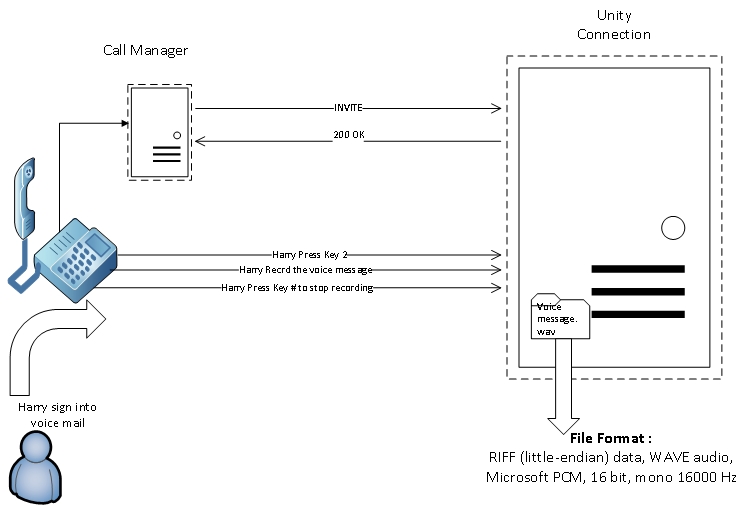 Unity
Connection
Call Manager
INVITE
200 OK
Harry Press Key 2
Harry Recrd the voice message
Harry Press Key # to stop recording
Voice
message.
wav
Harry sign into
voice mail
File Format :
RIFF (little-endian) data, WAVE audio,
Microsoft PCM, 16 bit, mono 16000 Hz